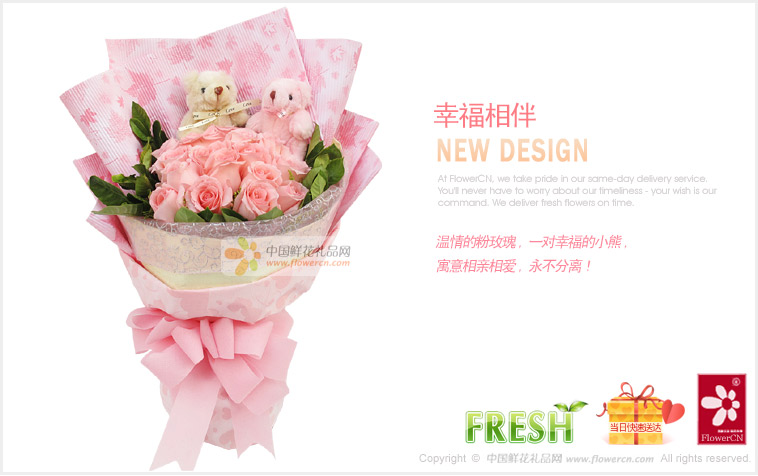 幸福相伴
NEW DESIGN
At FlowerCN, we take pride in our same-day delivery service.
You'll never have to worry about our timeliness - your wish is our
command. We deliver fresh flowers on time.
温情的粉玫瑰，一对幸福的小熊，
寓意相亲相爱，永不分离！
中国鲜花礼品网
www.flowercn.com
FRESH
当日快速送达
FlowerCN
Copyright © 中国鲜花礼品网 www.flowercn.com All rights reserved.